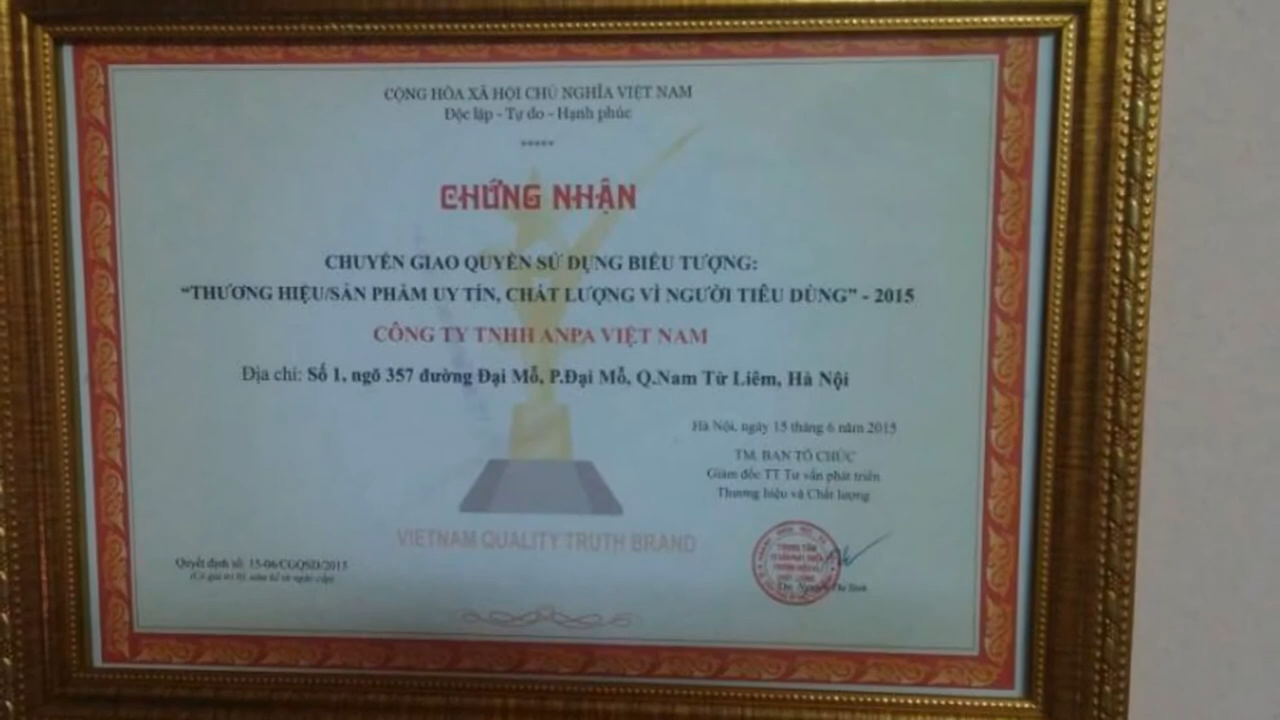 CỘNG HÒA XÃ HỘI CHỦ NGHĨA VIỆT NAM
Độc lập - Tự do - Hạnh phúc
*****
CHỨNG NHẬN
CHUYỂN GIAO QUYỀN SỬ DỤNG BIỂU TƯỢNG:
“THƯƠNG HIỆU/SẢN PHẨM UY TÍN, CHẤT LƯỢNG VÌ NGƯỜI TIÊU DÙNG” - 2015
CÔNG TY TNHH ANPA VIỆT NAM
Địa chỉ: Số 1, ngõ 357 đường Đại Mỗ, P.Đại Mỗ, Q.Nam Từ Liêm, Hà Nội
Hà Nội, ngày 15 tháng 6 năm 2015
TM. BAN TỔ CHỨC
Giám đốc TT Tư vấn phát triển
Thương hiệu và Chất lượng
VIETNAM QUALITY TRUTH BRAND
Quyết định số: 15-06/CGQSD/2015
TRUNG TÂM